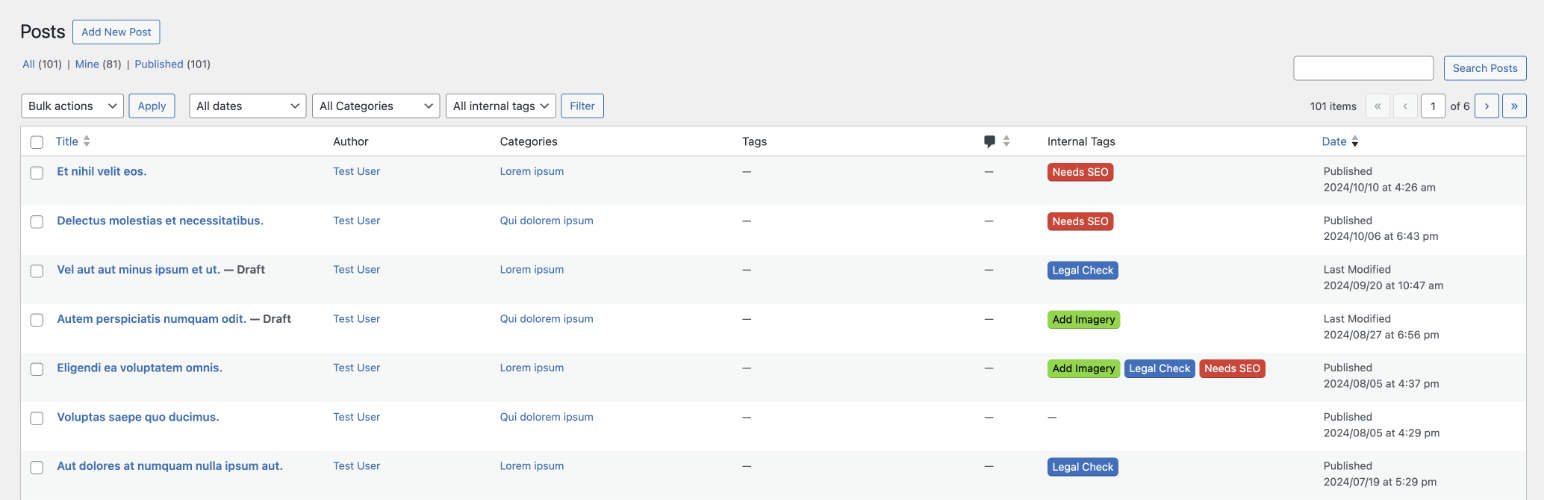 Posts Add New Post
All (101) | Mine (81) | Published (101)
Search Posts
Bulk actions Apply All dates All Categories All internal tags Filter 101 items « ‹ 1 of 6 › »
Title Author Categories Tags Internal Tags Date
Et nihil velit eos. Test User Lorem ipsum — — Needs SEO Published
2024/10/10 at 4:26 am
Delectus molestias et necessitatibus. Test User Qui dolorem ipsum — — Needs SEO Published
2024/10/06 at 6:43 pm
Vel aut aut minus ipsum et ut. — Draft Test User Lorem ipsum — — Legal Check Last Modified
2024/09/20 at 10:47 am
Autem perspiciatis numquam odit. — Draft Test User Qui dolorem ipsum — — Add Imagery Last Modified
2024/08/27 at 6:56 pm
Eligendi ea voluptatem omnis. Test User Lorem ipsum — — Add Imagery Legal Check Needs SEO Published
2024/08/05 at 4:37 pm
Voluptas saepe quo ducimus. Test User Qui dolorem ipsum — — — Published
2024/08/05 at 4:29 pm
Aut dolores at numquam nulla ipsum aut. Test User Lorem ipsum — — Legal Check Published
2024/07/19 at 5:29 pm